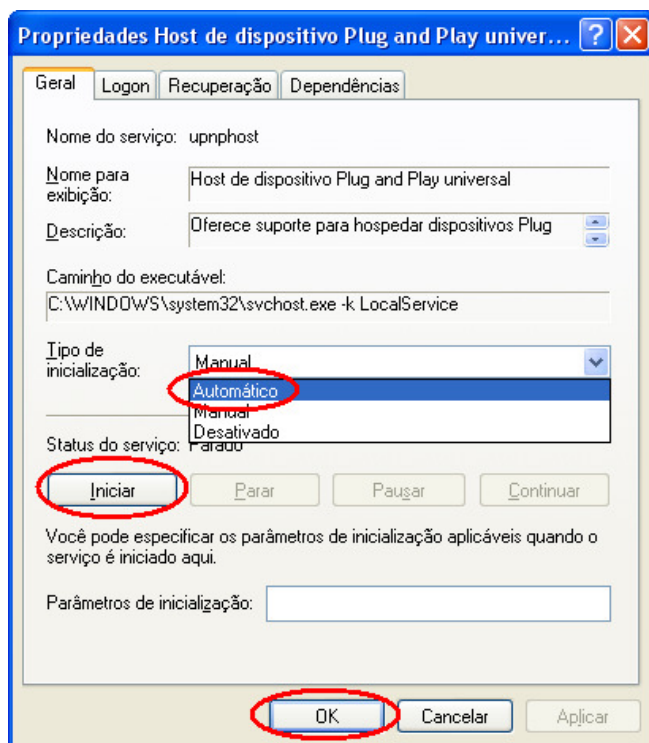 Propriedades Host de dispositivo Plug and Play univer...
Geral
Logon
Recuperação
Dependências
Nome do serviço: upnphost
Nome para
exibição:
Host de dispositivo Plug and Play universal
Descrição:
Oferece suporte para hospedar dispositivos Plug
Caminho do executável:
C:\WINDOWS\system32\svchost.exe -k LocalService
Tipo de
inicialização:
Manual
Automático
Manual
Desativado
Status do serviço: Parado
Iniciar
Parar
Pausar
Continuar
Você pode especificar os parâmetros de inicialização aplicáveis quando o
serviço é iniciado aqui.
Parâmetros de inicialização:
OK
Cancelar
Aplicar